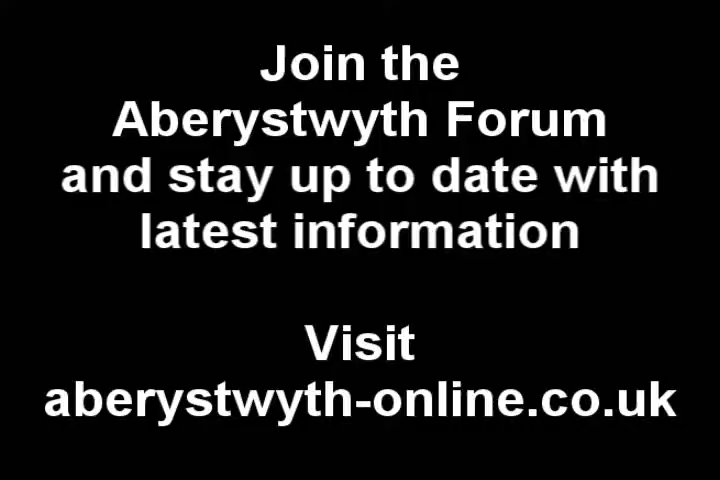 Join the
Aberystwyth Forum
and stay up to date with
latest information
Visit
aberystwyth-online.co.uk